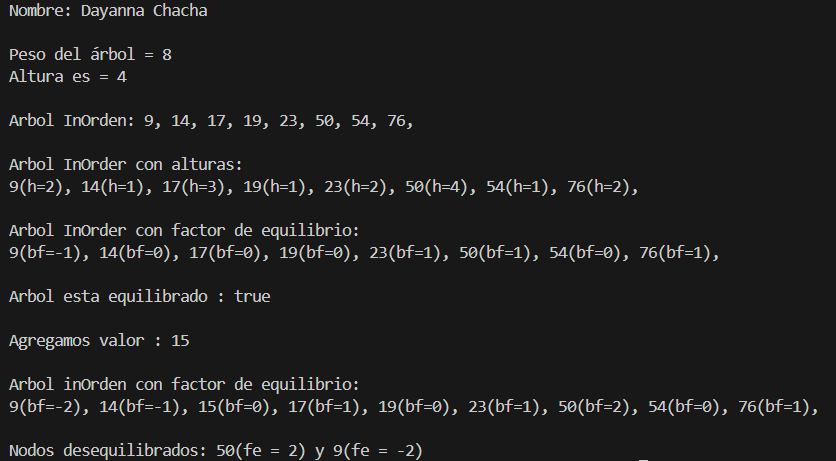 Nombre: Dayanna Chacha
Peso del árbol = 8
Altura es = 4
Arbol InOrden: 9, 14, 17, 19, 23, 50, 54, 76,
Arbol InOrder con alturas:
9(h=2), 14(h=1), 17(h=3), 19(h=1), 23(h=2), 50(h=4), 54(h=1), 76(h=2),
Arbol InOrder con factor de equilibrio:
9(bf=-1), 14(bf=0), 17(bf=0), 19(bf=0), 23(bf=1), 50(bf=1), 54(bf=0), 76(bf=1),
Arbol esta equilibrado : true
Agregamos valor : 15
Arbol inOrden con factor de equilibrio:
9(bf=-2), 14(bf=-1), 15(bf=0), 17(bf=1), 19(bf=0), 23(bf=1), 50(bf=2), 54(bf=0), 76(bf=1),
Nodos desequilibrados: 50(fe = 2) y 9(fe = -2)